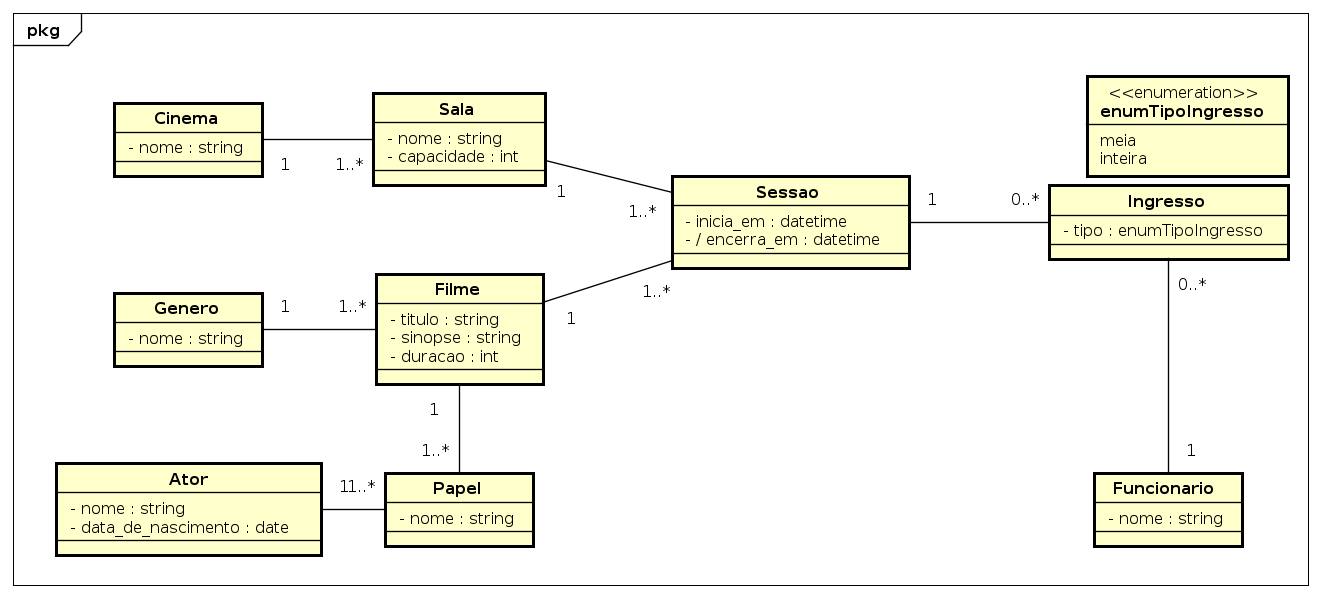 pkg
Cinema
- nome : string
1
1..*
Sala
- nome : string
- capacidade : int
1
1..*
Sessao
- inicia_em : datetime
- / encerra_em : datetime
1
0..*
<<enumeration>>
enumTipoIngresso
meia
inteira
Ingresso
- tipo : enumTipoIngresso
0..*
1
Genero
- nome : string
1
1..*
Filme
- titulo : string
- sinopse : string
- duracao : int
1
1..*
1
1..*
Ator
- nome : string
- data_de_nascimento : date
1
1..*
Papel
- nome : string
Funcionario
- nome : string